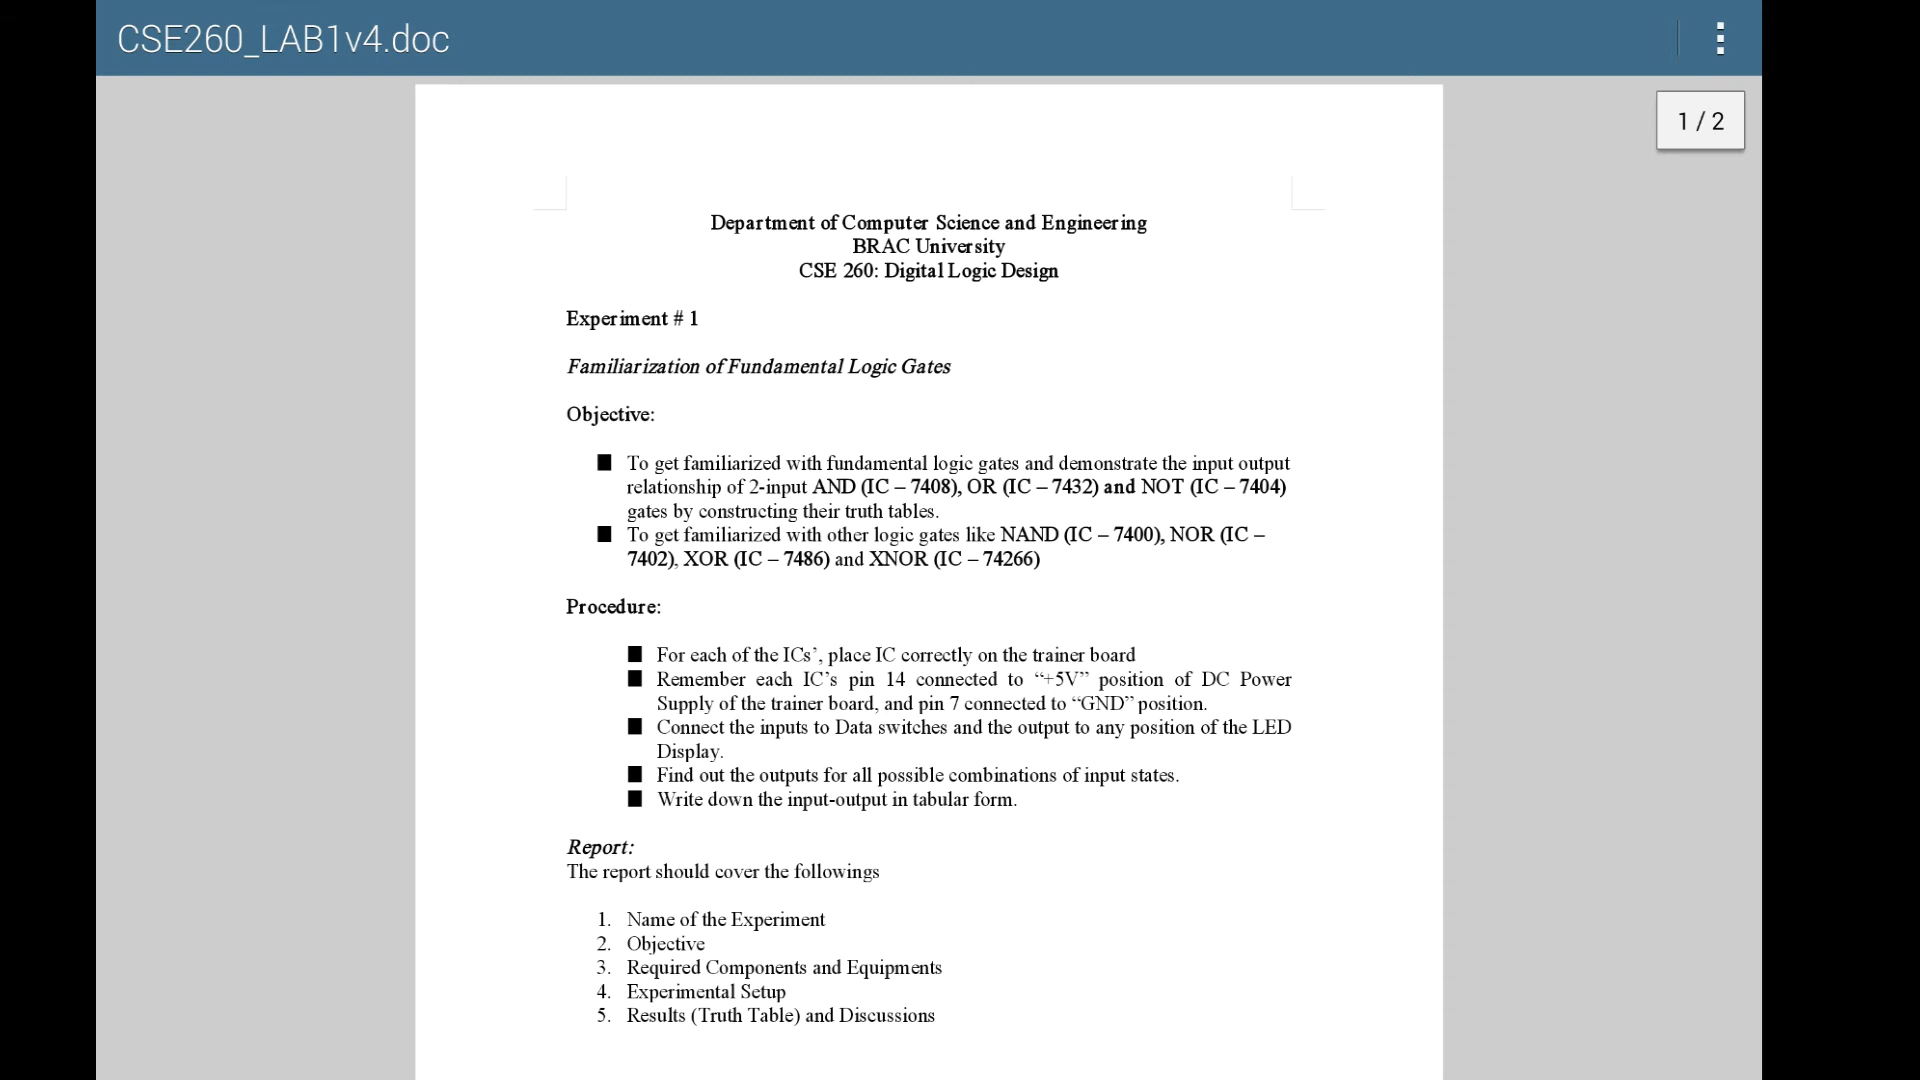 CSE260_LAB1v4.doc
1 / 2
Department of Computer Science and Engineering
BRAC University
CSE 260: Digital Logic Design
Experiment # 1
Familiarization of Fundamental Logic Gates
Objective:
■ To get familiarized with fundamental logic gates and demonstrate the input output
relationship of 2-input AND (IC – 7408), OR (IC – 7432) and NOT (IC – 7404)
gates by constructing their truth tables.
■ To get familiarized with other logic gates like NAND (IC – 7400), NOR (IC –
7402), XOR (IC – 7486) and XNOR (IC – 74266)
Procedure:
■ For each of the ICs’, place IC correctly on the trainer board
■ Remember each IC’s pin 14 connected to “+5V” position of DC Power
Supply of the trainer board, and pin 7 connected to “GND” position.
■ Connect the inputs to Data switches and the output to any position of the LED
Display.
■ Find out the outputs for all possible combinations of input states.
■ Write down the input-output in tabular form.
Report:
The report should cover the followings
1. Name of the Experiment
2. Objective
3. Required Components and Equipments
4. Experimental Setup
5. Results (Truth Table) and Discussions